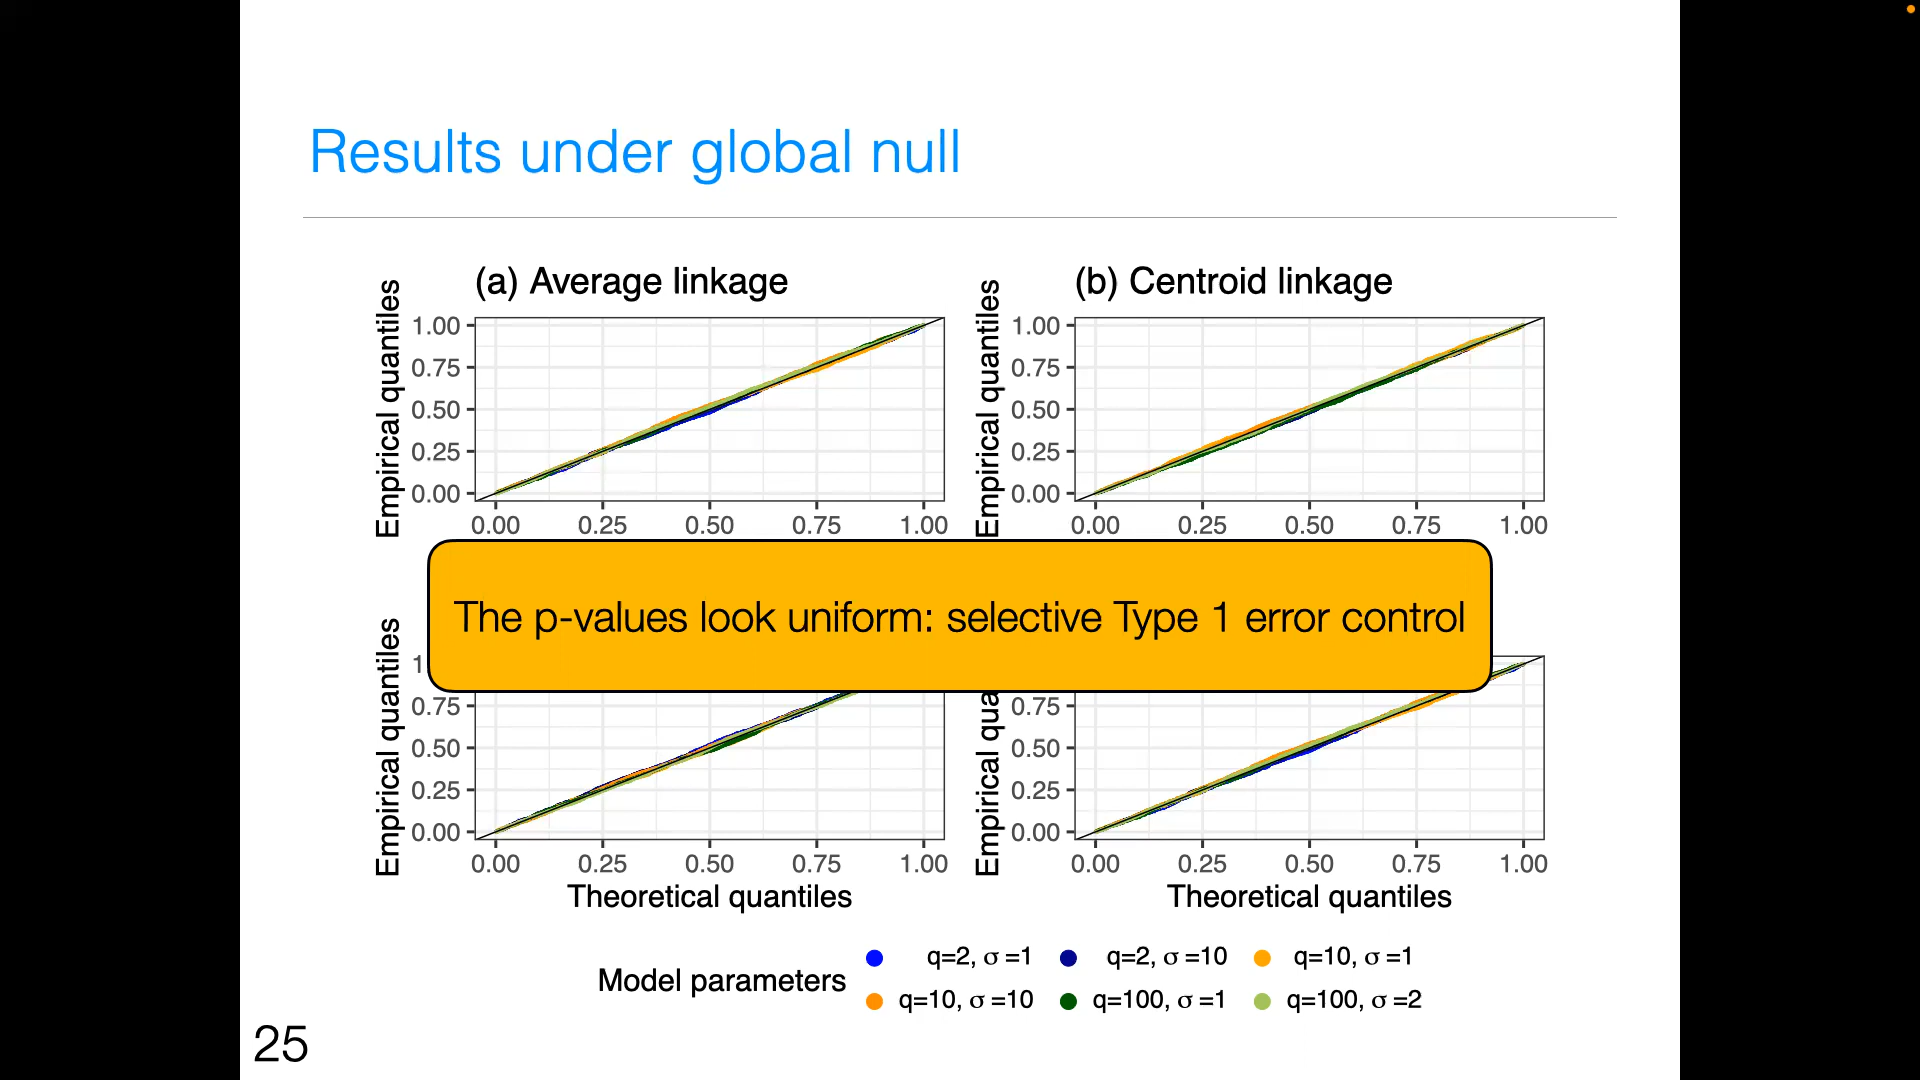 Results under global null
(a) Average linkage
(b) Centroid linkage
Empirical quantiles
1.00
0.75
0.50
0.25
0.00
0.00 0.25 0.50 0.75 1.00
Empirical quantiles
1.00
0.75
0.50
0.25
0.00
0.00 0.25 0.50 0.75 1.00
The p-values look uniform: selective Type 1 error control
Empirical quantiles
1
0.75
0.50
0.25
0.00
0.00 0.25 0.50 0.75 1.00
Theoretical quantiles
Empirical qua
0.75
0.50
0.25
0.00
0.00 0.25 0.50 0.75 1.00
Theoretical quantiles
Model parameters
q=2, σ =1 q=2, σ =10 q=10, σ =1
q=10, σ =10 q=100, σ =1 q=100, σ =2
25